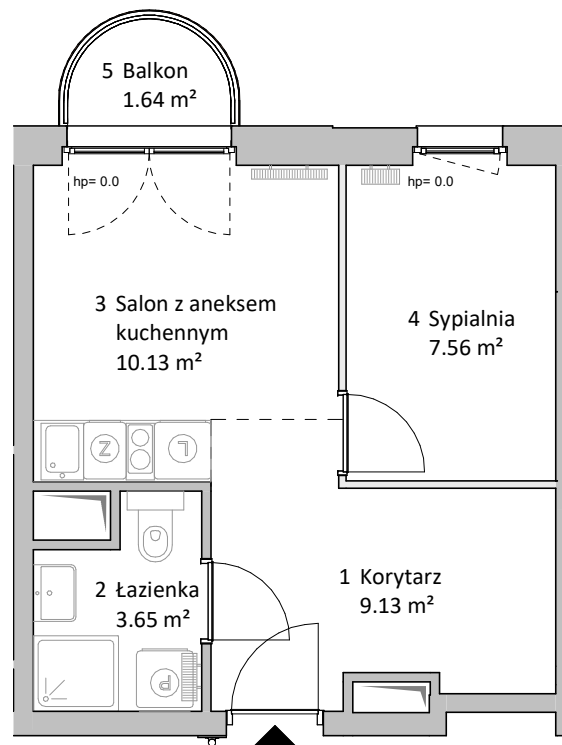 5 Balkon
1.64 m²
hp= 0.0
hp= 0.0
3 Salon z aneksem
kuchennym
10.13 m²
4 Sypialnia
7.56 m²
Z
L
2 Łazienka
3.65 m²
1 Korytarz
9.13 m²
P